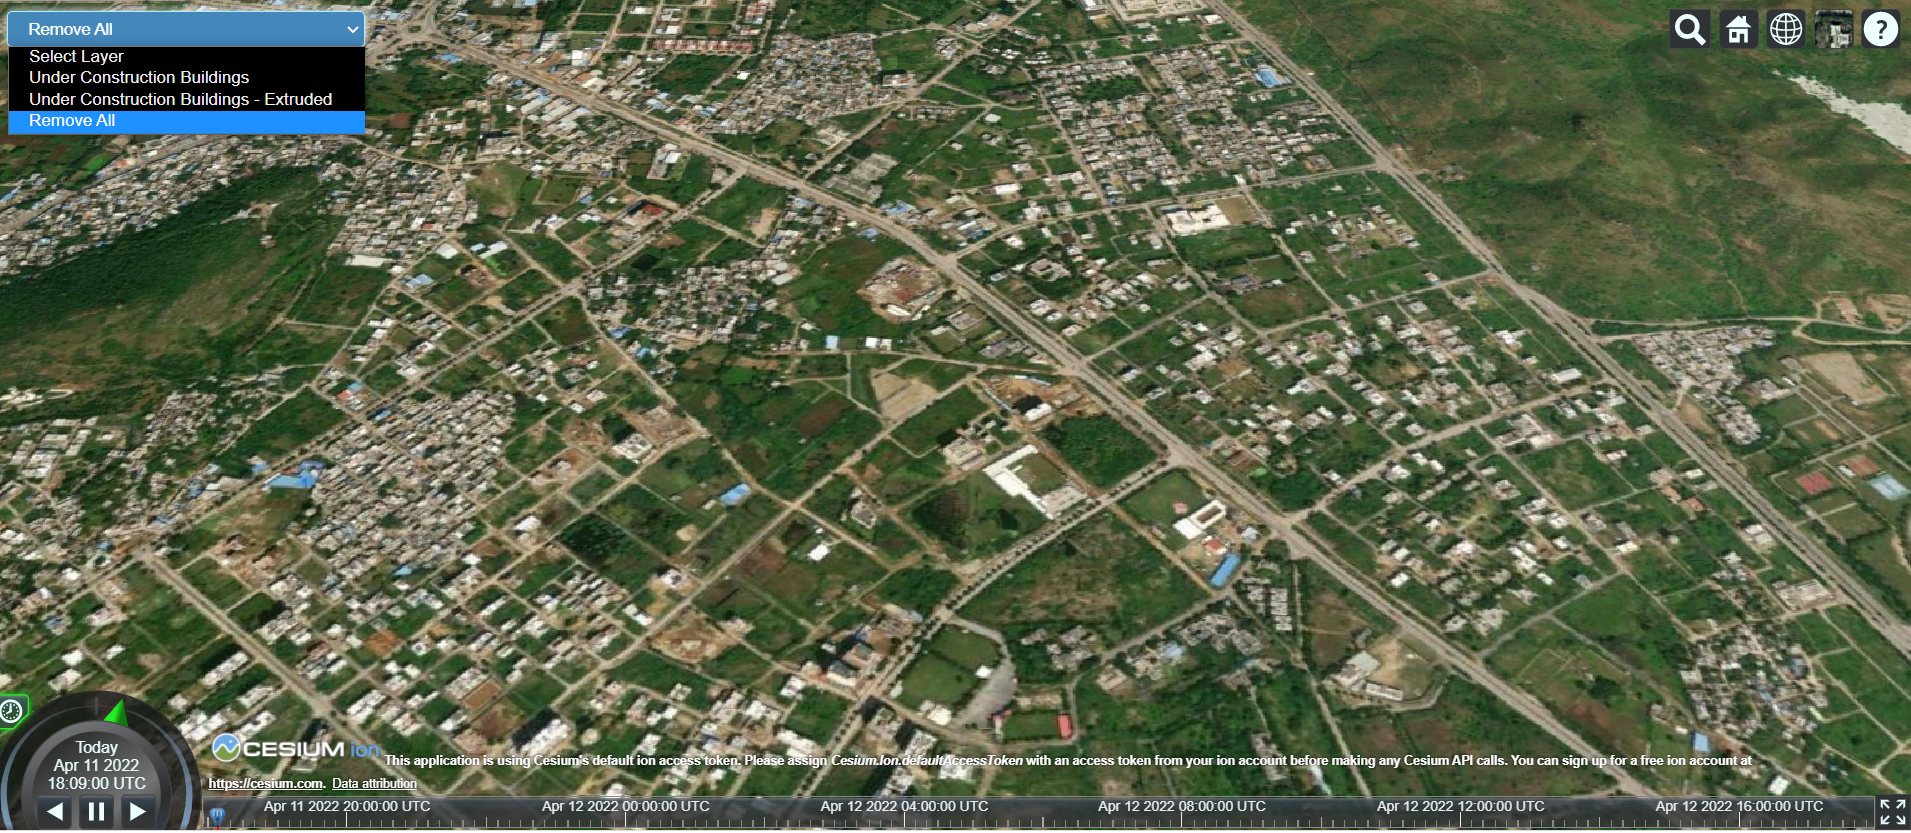 Remove All
Select Layer
Under Construction Buildings
Under Construction Buildings - Extruded
Remove All
?
CESIUM ion This application is using Cesium's default ion access token. Please assign Cesium.Ion.defaultAccessToken with an access token from your ion account before making any Cesium API calls. You can sign up for a free ion account at
https://cesium.com. Data attribution
Today
Apr 11 2022
18:09:00 UTC
Apr 11 2022 20:00:00 UTC Apr 12 2022 00:00:00 UTC Apr 12 2022 04:00:00 UTC Apr 12 2022 08:00:00 UTC Apr 12 2022 12:00:00 UTC Apr 12 2022 16:00:00 UTC